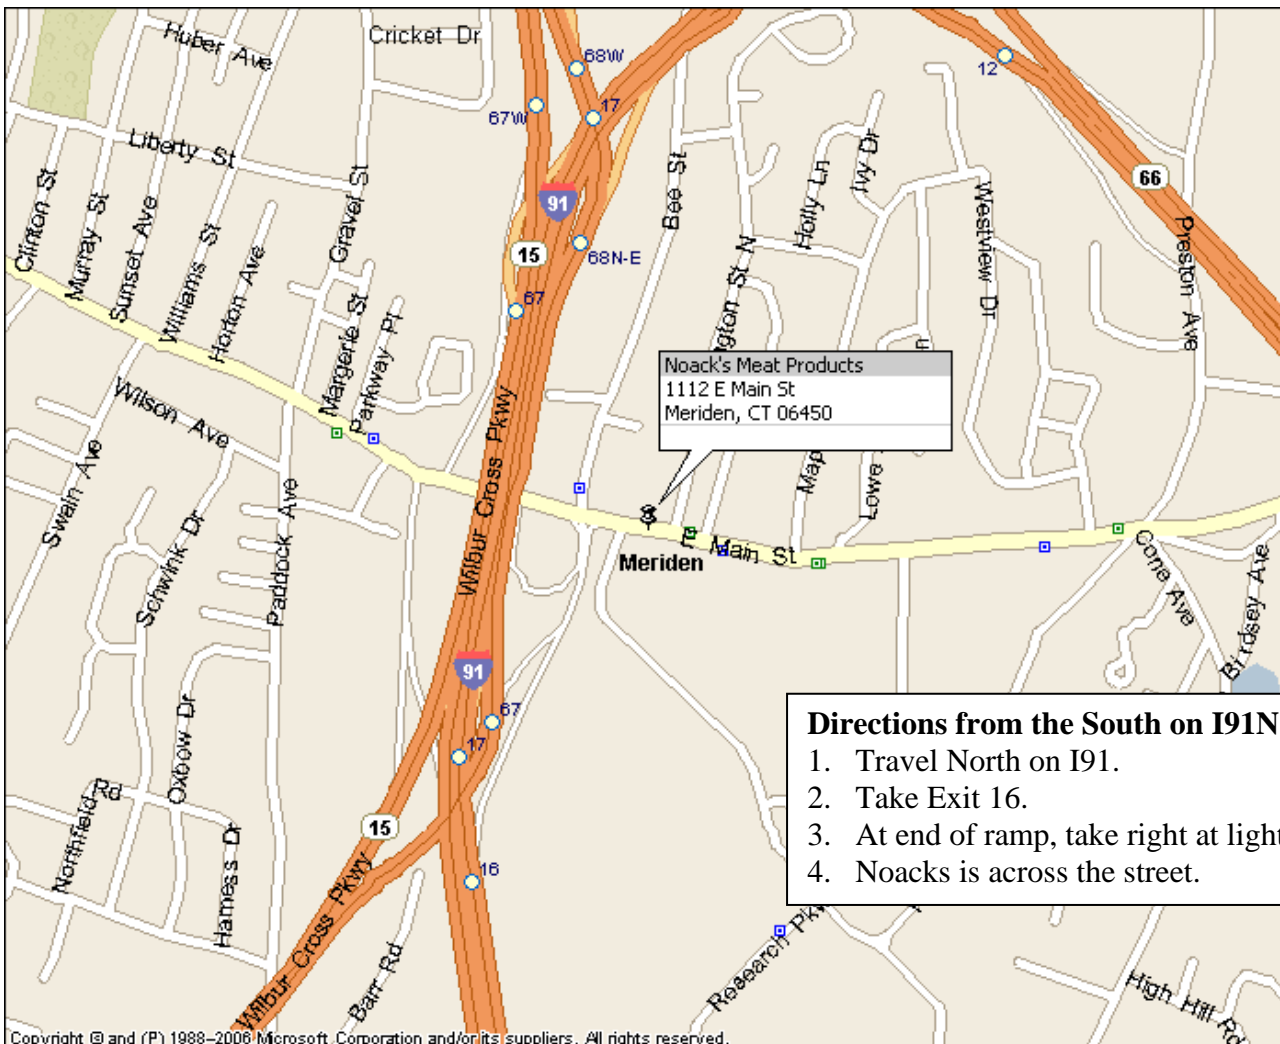 Huber Ave
Cricket Dr
68W
12
67W
17
Liberty St
66
Clinton St
Murray St
Sunset Ave
Williams St
Horton Ave
Gravel St
91
15
68N-E
67
Bee St
Holly Ln
Ivy Dr
Westview Dr
Preston Ave
Margerie St
Parkway Pl
Noack's Meat Products
1112 E Main St
Meriden, CT 06450
Wilson Ave
Swain Ave
Schwink Dr
Paddock Ave
Wilbur Cross Pkwy
Lowe
E Main St
Meriden
Cone Ave
Birdsey Ave
91
67
17
Oxbow Dr
Northfield Rd
Harness Dr
15
16
Wilbur Cross Pkwy
Barr Rd
Directions from the South on I91N
1. Travel North on I91.
2. Take Exit 16.
3. At end of ramp, take right at light
4. Noacks is across the street.
Research Pkwy
High Hill Rd
Copyright © and (P) 1988–2006 Microsoft Corporation and/or its suppliers. All rights reserved.